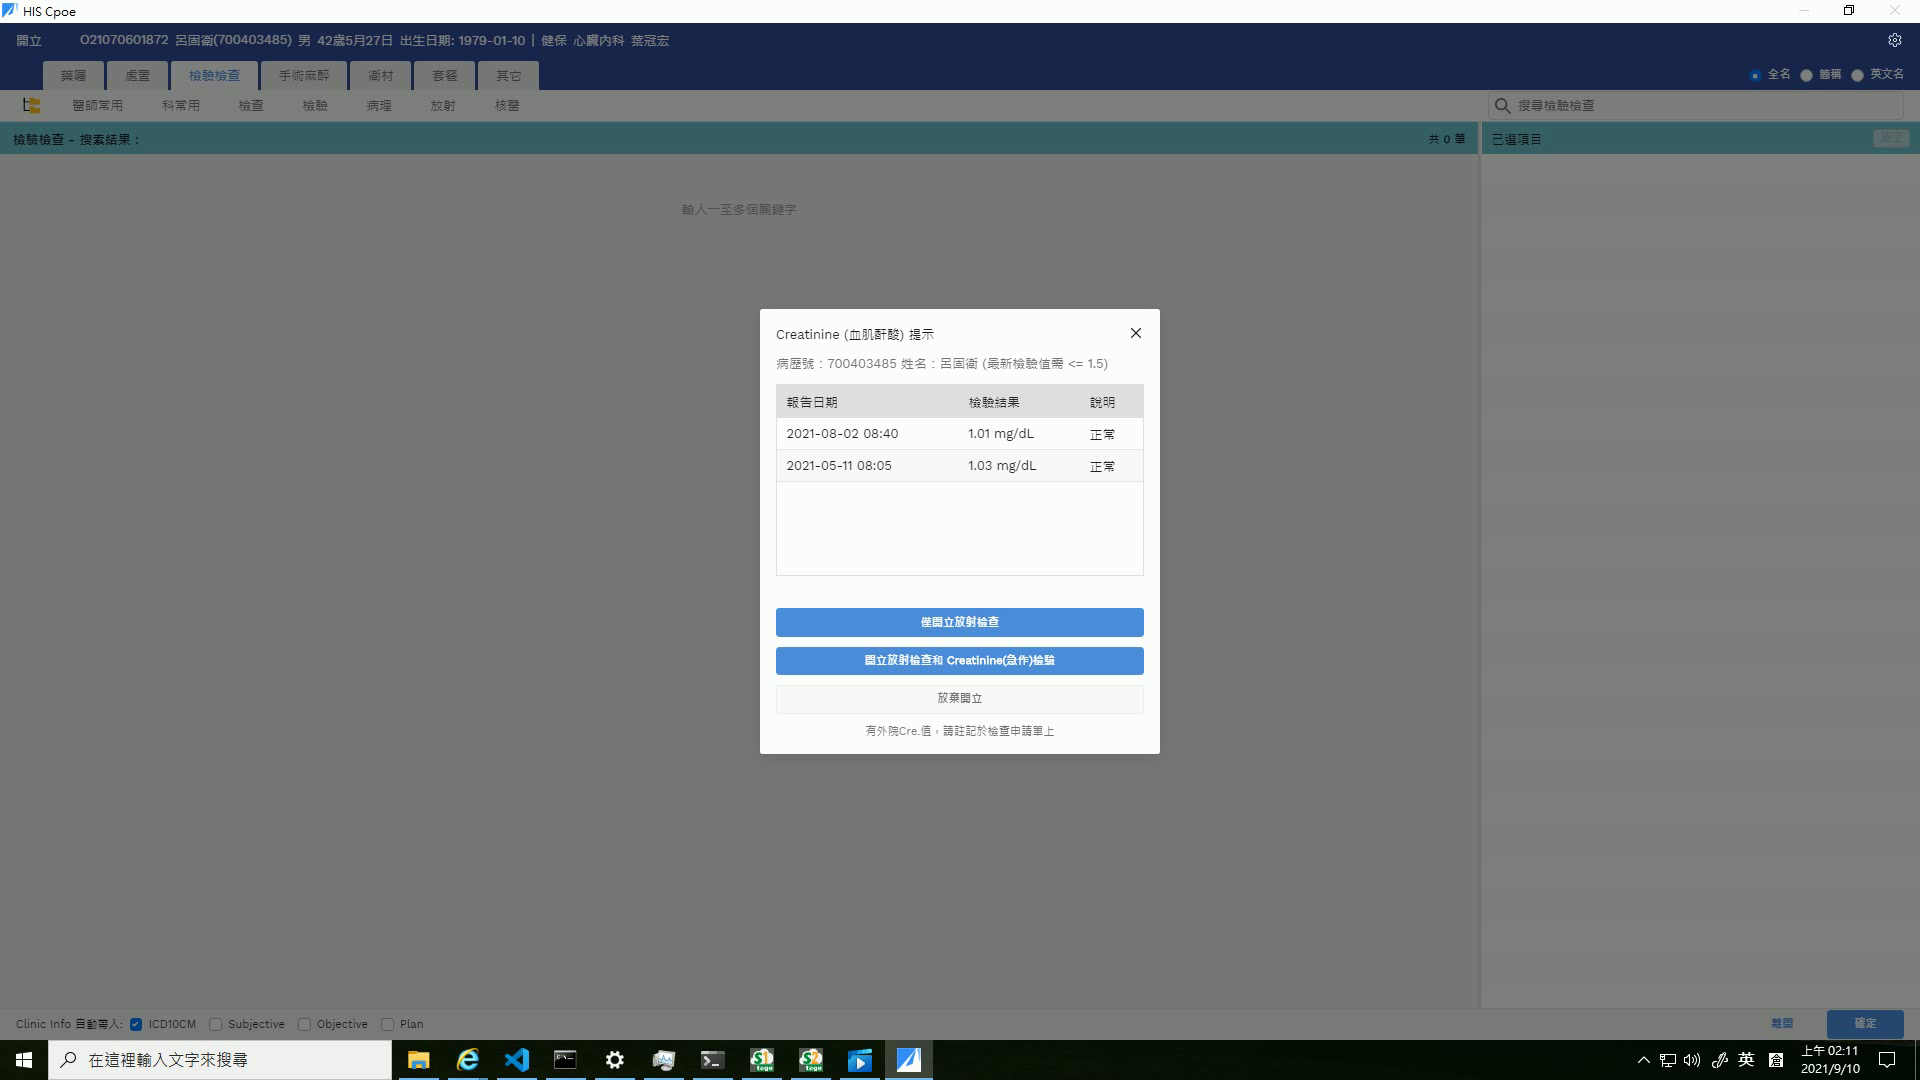 HIS Cpoe
開立 O21070601872 呂固衞(700403485) 男 42歲5月27日 出生日期: 1979-01-10 | 健保 心臟內科 葉冠宏
藥囑 處置 檢驗檢查 手術麻醉 衞材 套餐 其它
全名 簡稱 英文名
醫師常用 科常用 檢查 檢驗 病理 放射 核醫
搜尋檢驗檢查
檢驗檢查 - 搜索結果：
共 0 筆
已選項目
輸入一至多個關鍵字
Creatinine (血肌酐酸) 提示
病歷號：700403485 姓名：呂固衞 (最新檢驗值需 <= 1.5)
報告日期 檢驗結果 說明
2021-08-02 08:40 1.01 mg/dL 正常
2021-05-11 08:05 1.03 mg/dL 正常
僅開立放射檢查
開立放射檢查和 Creatinine(急作)檢驗
放棄開立
有外院Cre.值，請註記於檢查申請單上
Clinic Info 自動帶入: ICD10CM Subjective Objective Plan
離開 確定
在這裡輸入文字來搜尋
英
上午 02:11
2021/9/10